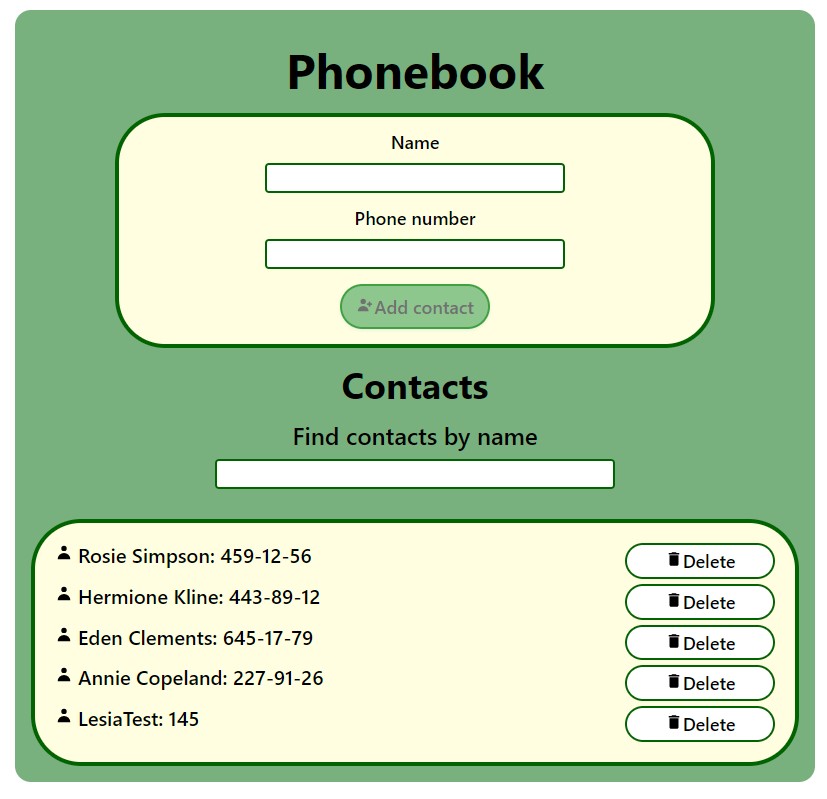 Phonebook
Name
Phone number
Add contact
Contacts
Find contacts by name
Rosie Simpson: 459-12-56 Delete
Hermione Kline: 443-89-12 Delete
Eden Clements: 645-17-79 Delete
Annie Copeland: 227-91-26 Delete
LesiaTest: 145 Delete